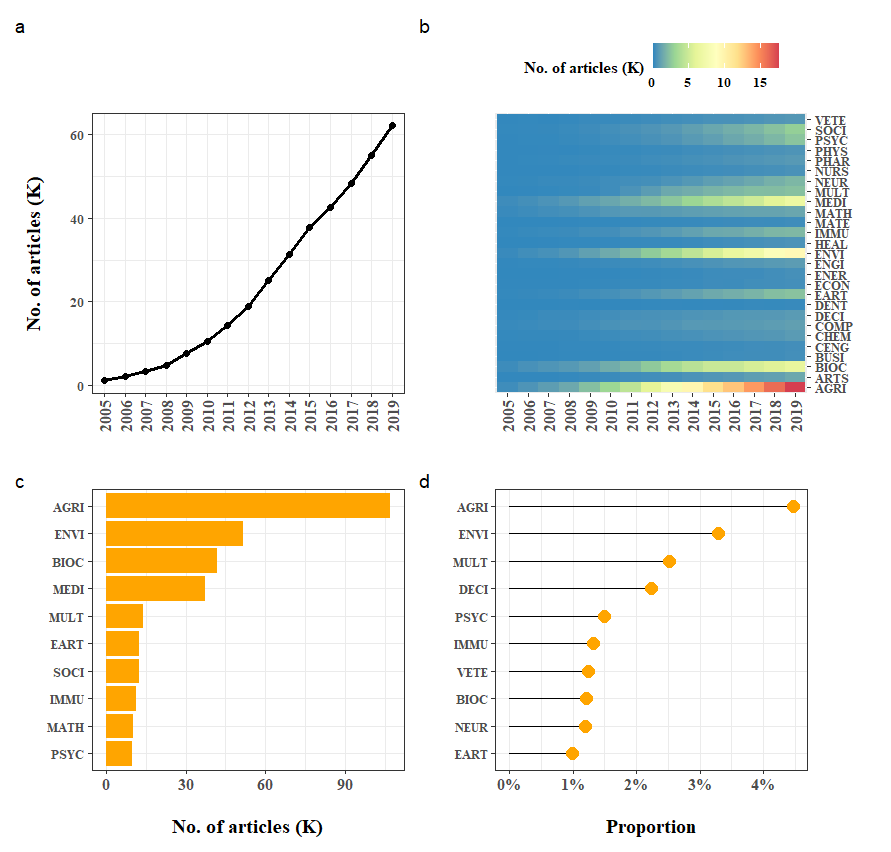 a
No. of articles (K)
60
40
20
0
2005 2006 2007 2008 2009 2010 2011 2012 2013 2014 2015 2016 2017 2018 2019
b
No. of articles (K)
0 5 10 15
VETE
SOCI
PSYC
PHYS
PHAR
NURS
NEUR
MULT
MEDI
MATH
MATE
IMMU
HEAL
ENVI
ENGI
ENER
ECON
EART
DENT
DECI
COMP
CHEM
CENG
BUSI
BIOC
ARTS
AGRI
2005 2006 2007 2008 2009 2010 2011 2012 2013 2014 2015 2016 2017 2018 2019
c
AGRI
ENVI
BIOC
MEDI
MULT
EART
SOCI
IMMU
MATH
PSYC
0 30 60 90
No. of articles (K)
d
AGRI
ENVI
MULT
DECI
PSYC
IMMU
VETE
BIOC
NEUR
EART
0% 1% 2% 3% 4%
Proportion